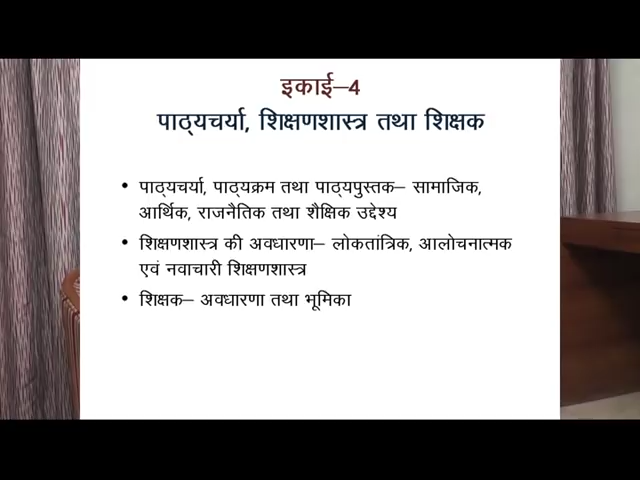 इकाई–4
पाठ्यचर्या, शिक्षणशास्त्र तथा शिक्षक
• पाठ्यचर्या, पाठ्यक्रम तथा पाठ्यपुस्तक– सामाजिक,
आर्थिक, राजनैतिक तथा शैक्षिक उद्देश्य
• शिक्षणशास्त्र की अवधारणा– लोकतांत्रिक, आलोचनात्मक
एवं नवाचारी शिक्षणशास्त्र
• शिक्षक– अवधारणा तथा भूमिका